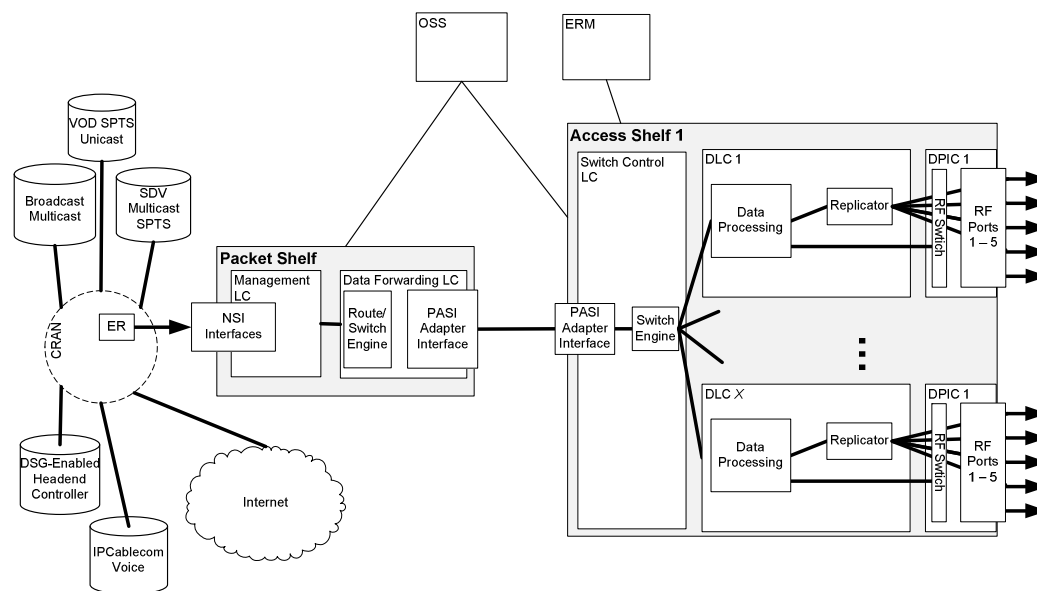 OSS
ERM
VOD SPTS
Unicast
Broadcast
Multicast
SDV
Multicast
SPTS
CRAN
ER
DSG-Enabled
Headend
Controller
IPCablecom
Voice
Internet
Packet Shelf
Management
LC
NSI
Interfaces
Data Forwarding LC
Route/
Switch
Engine
PASI
Adapter
Interface
Access Shelf 1
Switch Control
LC
PASI
Adapter
Interface
Switch
Engine
DLC 1
Data
Processing
Replicator
DPIC 1
RF Swtich
RF
Ports
1 – 5
DLC X
Data
Processing
Replicator
DPIC 1
RF Swtich
RF
Ports
1 – 5